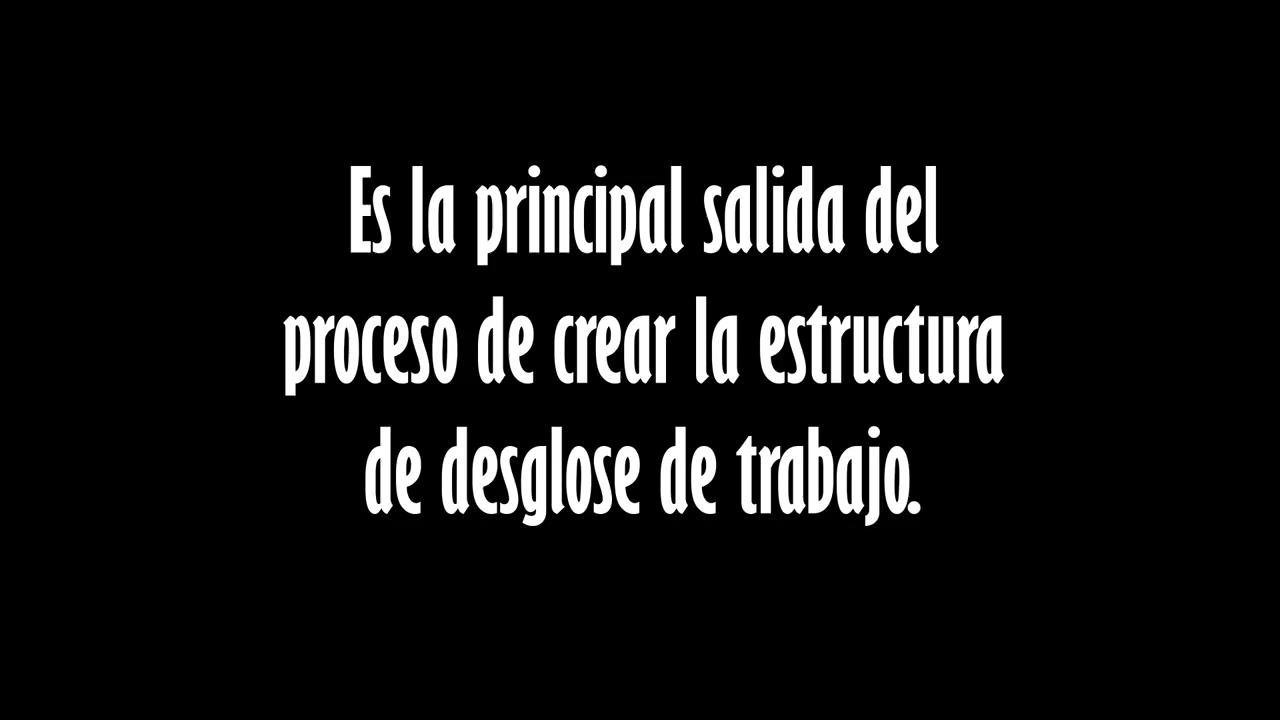 Es la principal salida del
proceso de crear la estructura
de desglose de trabajo.